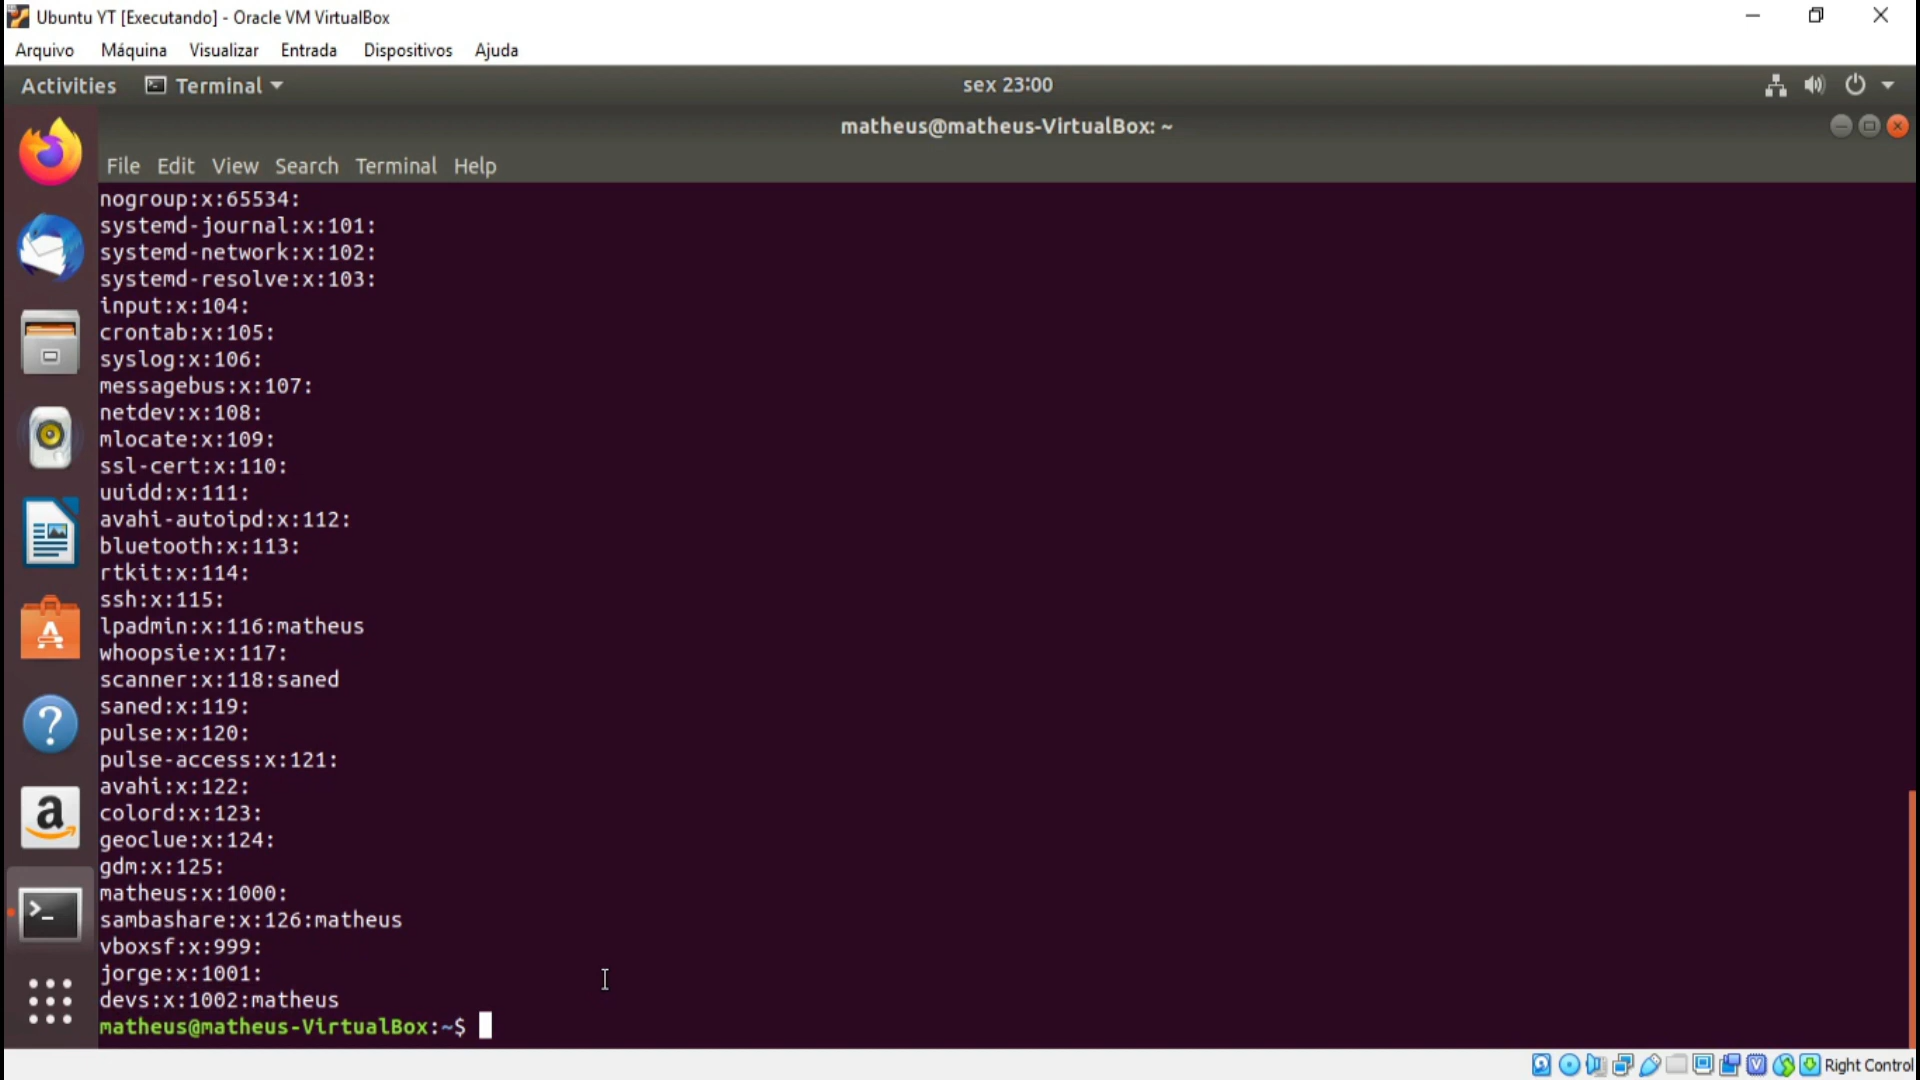 Ubuntu YT [Executando] - Oracle VM VirtualBox
Arquivo Máquina Visualizar Entrada Dispositivos Ajuda
Activities Terminal sex 23:00
matheus@matheus-VirtualBox: ~
File Edit View Search Terminal Help
nogroup:x:65534:
systemd-journal:x:101:
systemd-network:x:102:
systemd-resolve:x:103:
input:x:104:
crontab:x:105:
syslog:x:106:
messagebus:x:107:
netdev:x:108:
mlocate:x:109:
ssl-cert:x:110:
uuidd:x:111:
avahi-autoipd:x:112:
bluetooth:x:113:
rtkit:x:114:
ssh:x:115:
lpadmin:x:116:matheus
whoopsie:x:117:
scanner:x:118:saned
saned:x:119:
pulse:x:120:
pulse-access:x:121:
avahi:x:122:
colord:x:123:
geoclue:x:124:
gdm:x:125:
matheus:x:1000:
sambashare:x:126:matheus
vboxsf:x:999:
jorge:x:1001:
devs:x:1002:matheus
matheus@matheus-VirtualBox:~$
Right Control